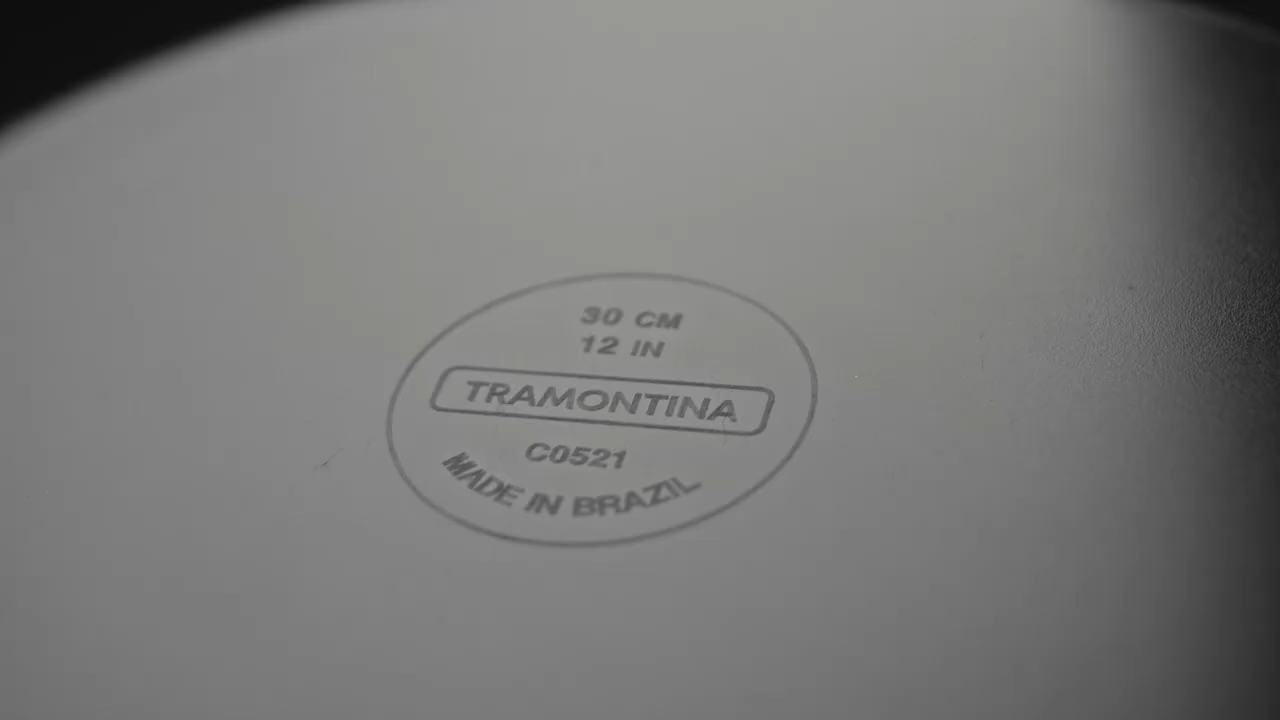 30 CM
12 IN
TRAMONTINA
C0521
MADE IN BRAZIL